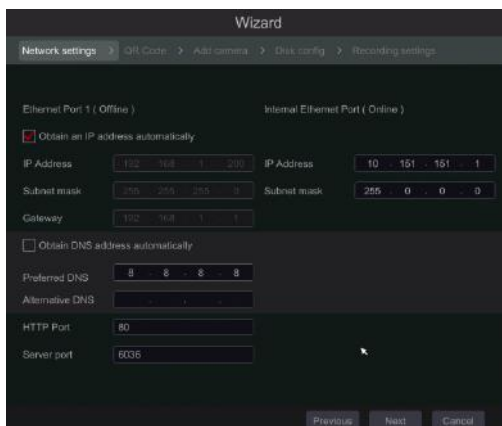 Wizard
Network settings > QR Code > Add camera > Disk config > Recording settings
Ethernet Port 1 ( Offline ) Internal Ethernet Port ( Online )
Obtain an IP address automatically
IP Address 192 . 168 . 1 . 200 IP Address 10 . 151 . 151 . 1
Subnet mask 255 . 255 . 255 . 0 Subnet mask 255 . 0 . 0 . 0
Gateway 192 . 168 . 1 . 1
Obtain DNS address automatically
Preferred DNS 8 . 8 . 8 . 8
Alternative DNS . . .
HTTP Port 80
Server port 6036
Previous Next Cancel